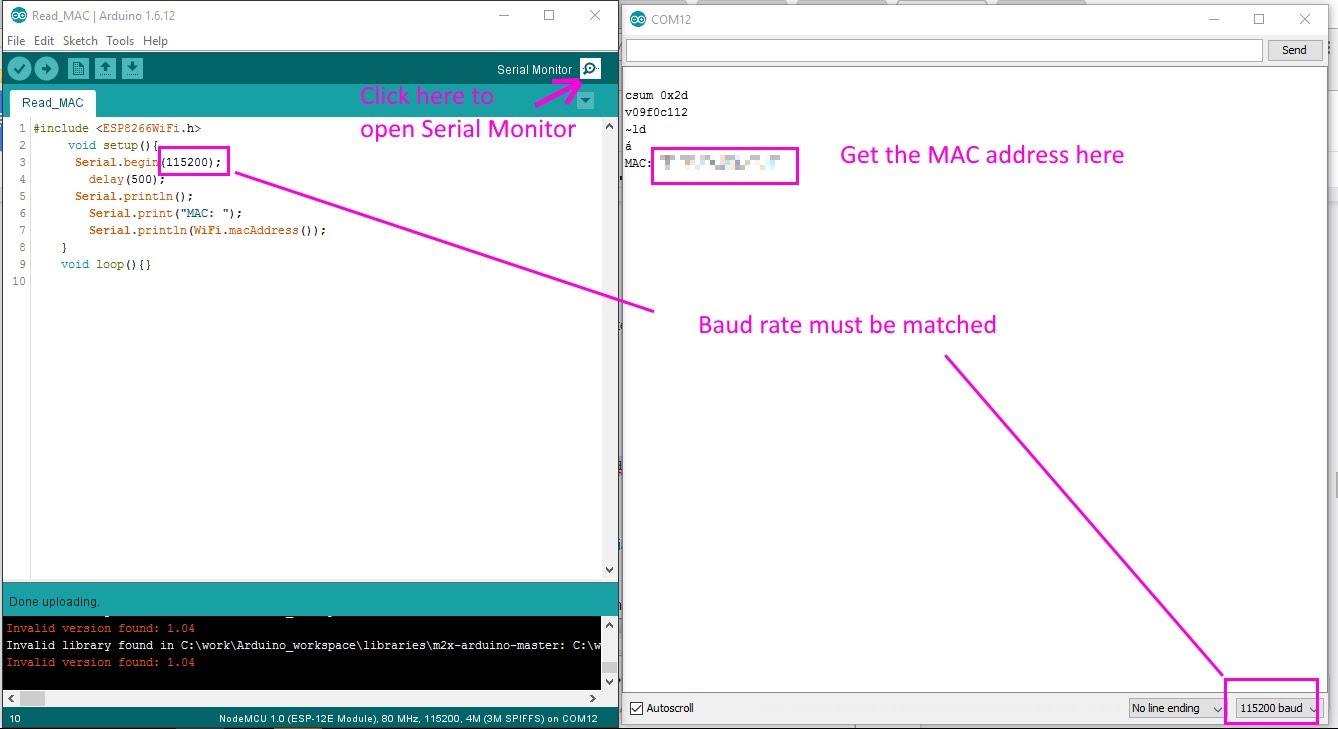 Read_MAC | Arduino 1.6.12
File Edit Sketch Tools Help
Serial Monitor
Read_MAC
Click here to
open Serial Monitor
1 #include <ESP8266WiFi.h>
2 void setup(){
3 Serial.begin(115200);
4 delay(500);
5 Serial.println();
6 Serial.print("MAC: ");
7 Serial.println(WiFi.macAddress());
8 }
9 void loop(){}
10
Done uploading.
Invalid version found: 1.04
Invalid library found in C:\work\Arduino_workspace\libraries\m2x-arduino-master: C:\w
Invalid version found: 1.04
10 NodeMCU 1.0 (ESP-12E Module), 80 MHz, 115200, 4M (3M SPIFFS) on COM12
COM12
Send
csum 0x2d
v09f0c112
~ld
á
MAC:
Get the MAC address here
Baud rate must be matched
Autoscroll
No line ending
115200 baud